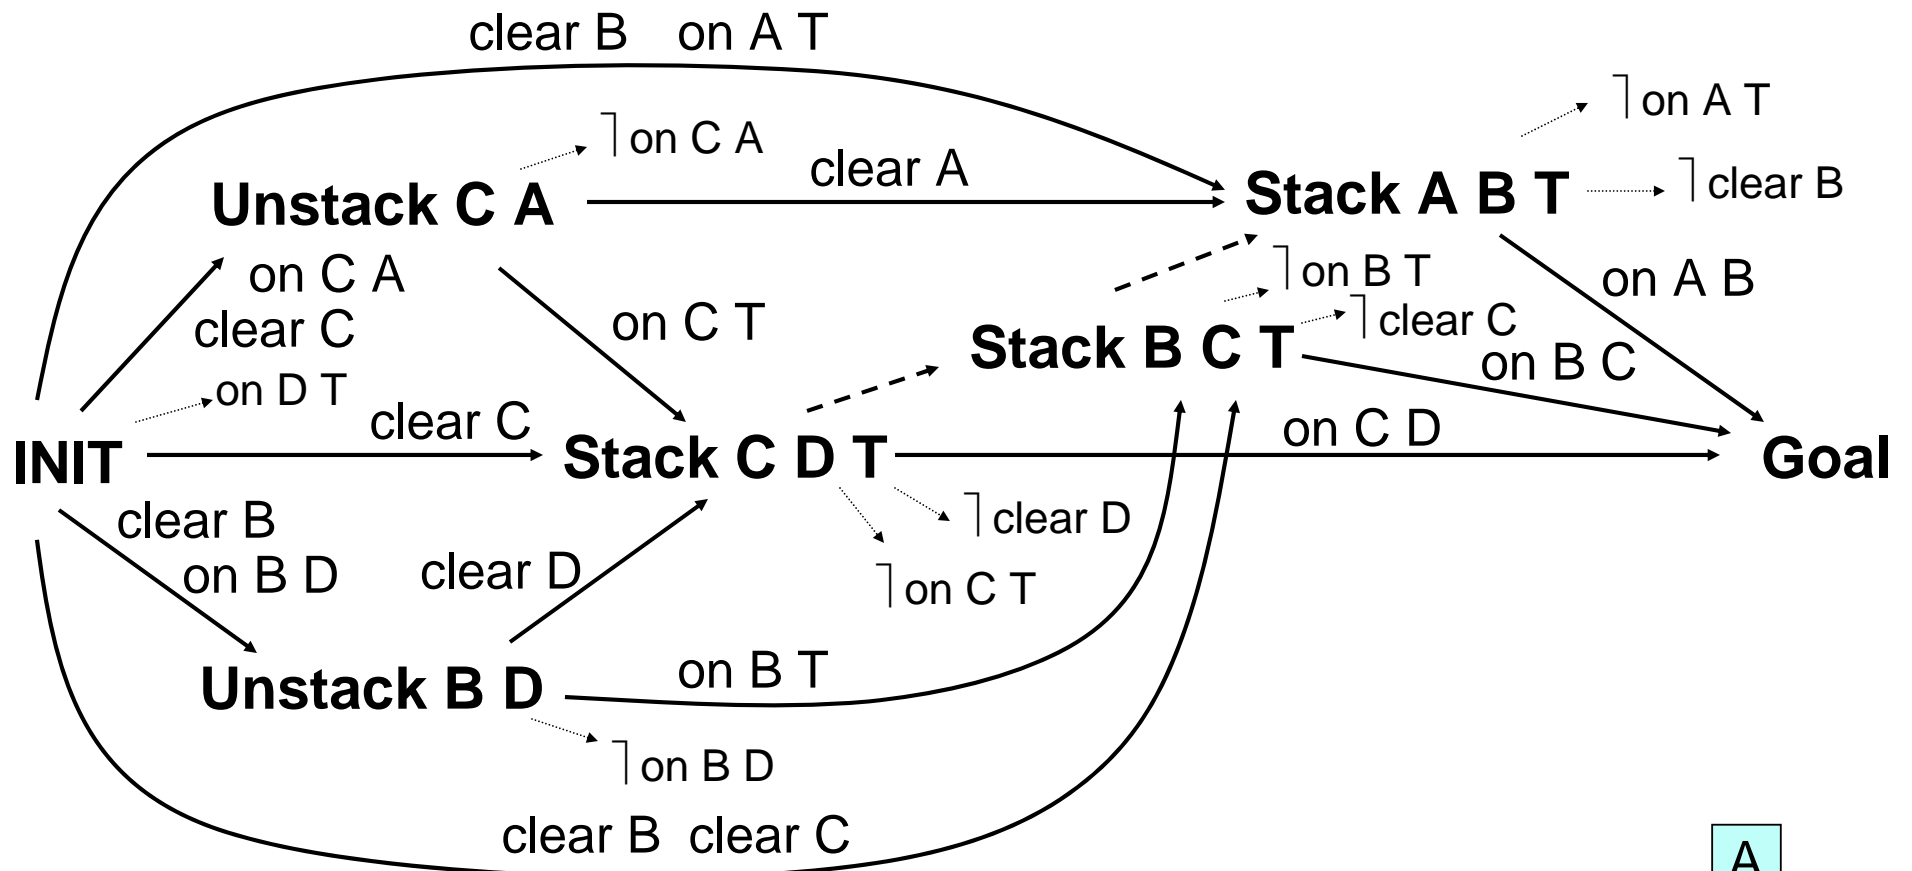 clear B on A T
⌉ on A T
⌉ on C A
clear A
Unstack C A
Stack A B T
⌉ clear B
on C A
clear C
on C T
⌉ on B T
on A B
Stack B C T
⌉ clear C
on B C
on D T
clear C
on C D
INIT
Stack C D T
Goal
clear B
on B D
clear D
⌉ clear D
⌉ on C T
Unstack B D
on B T
⌉ on B D
clear B clear C
A